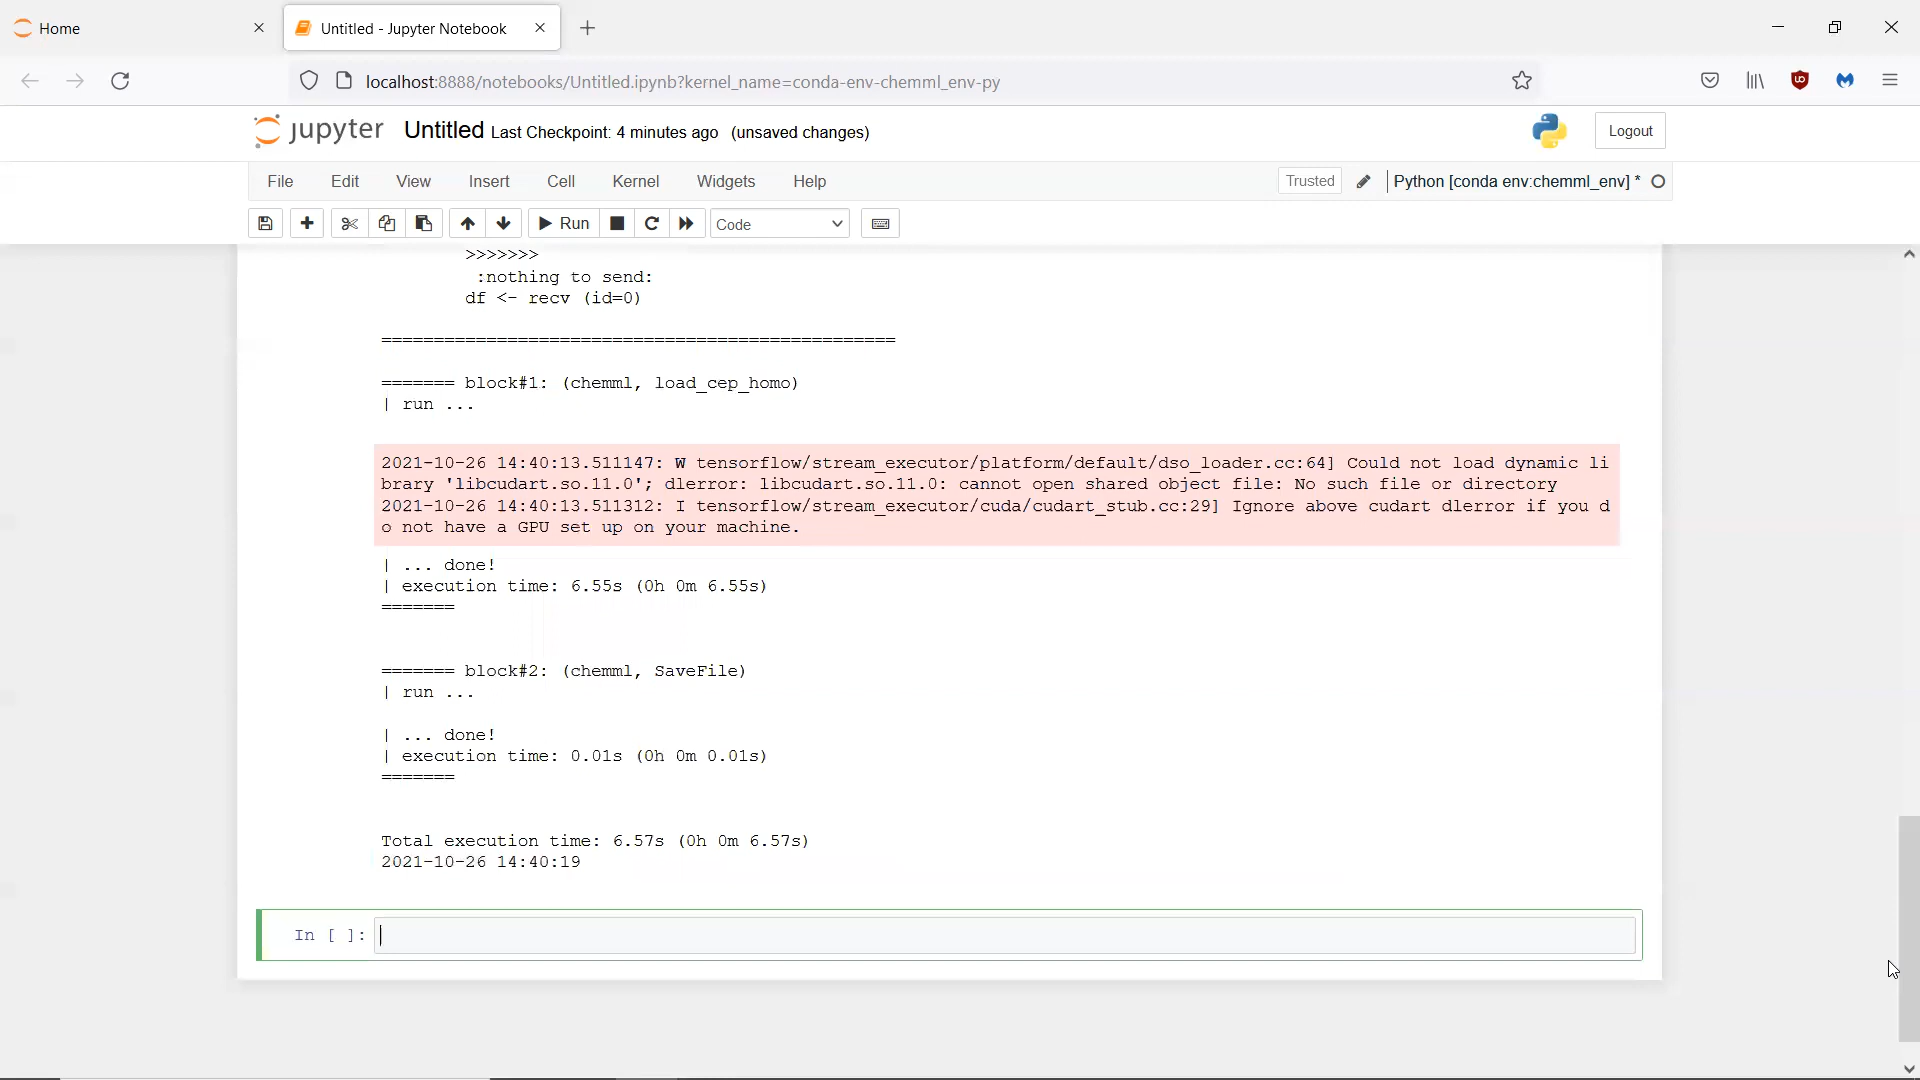 Home
Untitled - Jupyter Notebook
localhost:8888/notebooks/Untitled.ipynb?kernel_name=conda-env-chemml_env-py
jupyter Untitled Last Checkpoint: 4 minutes ago (unsaved changes)
Logout
File Edit View Insert Cell Kernel Widgets Help
Trusted
Python [conda env:chemml_env] *
Run
Code
>>>>>>>
:nothing to send:
df <- recv (id=0)
=================================================
======= block#1: (chemml, load_cep_homo)
| run ...
2021-10-26 14:40:13.511147: W tensorflow/stream_executor/platform/default/dso_loader.cc:64] Could not load dynamic li
brary 'libcudart.so.11.0'; dlerror: libcudart.so.11.0: cannot open shared object file: No such file or directory
2021-10-26 14:40:13.511312: I tensorflow/stream_executor/cuda/cudart_stub.cc:29] Ignore above cudart dlerror if you d
o not have a GPU set up on your machine.
| ... done!
| execution time: 6.55s (0h 0m 6.55s)
=======
======= block#2: (chemml, SaveFile)
| run ...
| ... done!
| execution time: 0.01s (0h 0m 0.01s)
=======
Total execution time: 6.57s (0h 0m 6.57s)
2021-10-26 14:40:19
In [ ]: